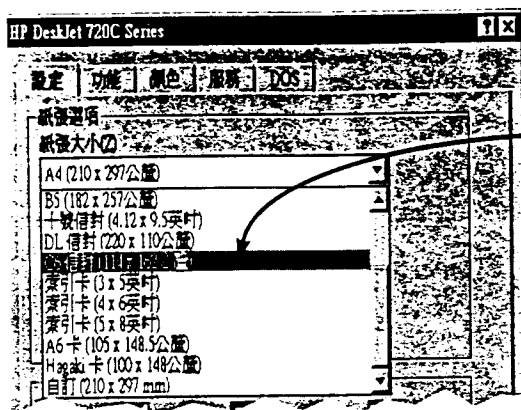 HP DeskJet 720C Series
設定 功能 顏色 服務 DOS
紙張選項
紙張大小(Z)
A4 (210 x 297公釐)
B5 (182 x 257公釐)
十號信封 (4.12 x 9.5英吋)
DL 信封 (220 x 110公釐)
索引卡 (3 x 5英吋)
索引卡 (4 x 6英吋)
索引卡 (5 x 8英吋)
A6 卡 (105 x 148.5公釐)
Hagaki 卡 (100 x 148公釐)
自訂 (210 x 297 mm)